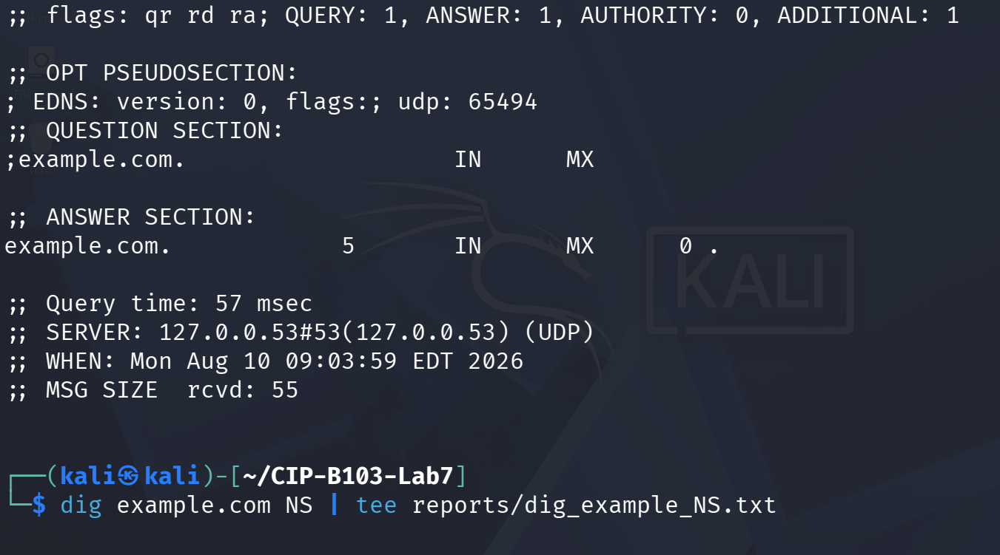 ;; flags: qr rd ra; QUERY: 1, ANSWER: 1, AUTHORITY: 0, ADDITIONAL: 1
;; OPT PSEUDOSECTION:
; EDNS: version: 0, flags:; udp: 65494
;; QUESTION SECTION:
;example.com.			IN	MX
;; ANSWER SECTION:
example.com.		5	IN	MX	0 .
;; Query time: 57 msec
;; SERVER: 127.0.0.53#53(127.0.0.53) (UDP)
;; WHEN: Mon Aug 10 09:03:59 EDT 2026
;; MSG SIZE  rcvd: 55
KALI
┌──(kali㉿kali)-[~/CIP-B103-Lab7]
└─$ dig example.com NS | tee reports/dig_example_NS.txt